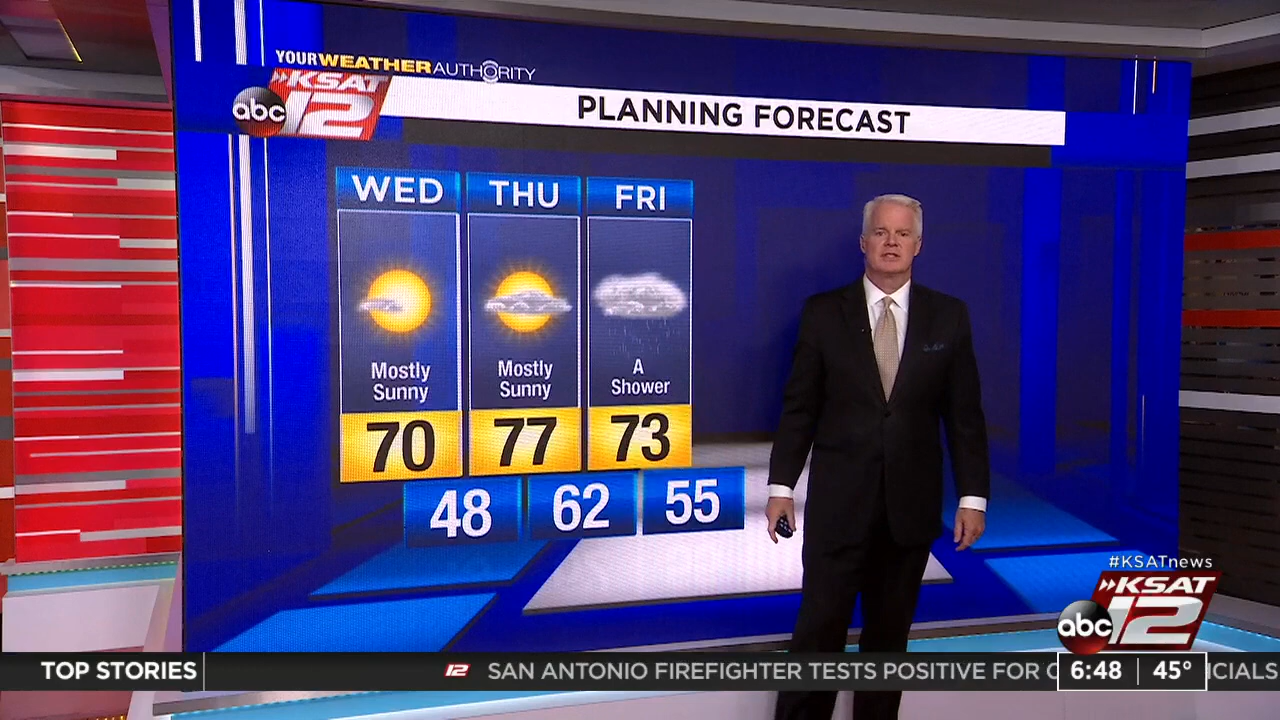 YOUR WEATHER AUTHORITY
abc KSAT 12
PLANNING FORECAST
WED THU FRI
Mostly Sunny
Mostly Sunny
A Shower
70 77 73
48 62 55
#KSATnews
KSAT
abc 12
TOP STORIES 12 SAN ANTONIO FIREFIGHTER TESTS POSITIVE FOR
6:48 45°